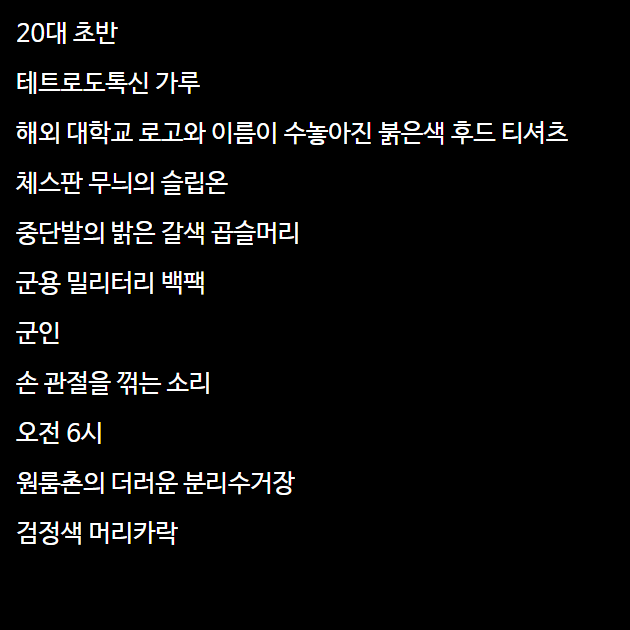 20대 초반
테트로도톡신 가루
해외 대학교 로고와 이름이 수놓아진 붉은색 후드 티셔츠
체스판 무늬의 슬립온
중단발의 밝은 갈색 곱슬머리
군용 밀리터리 백팩
군인
손 관절을 꺾는 소리
오전 6시
원룸촌의 더러운 분리수거장
검정색 머리카락